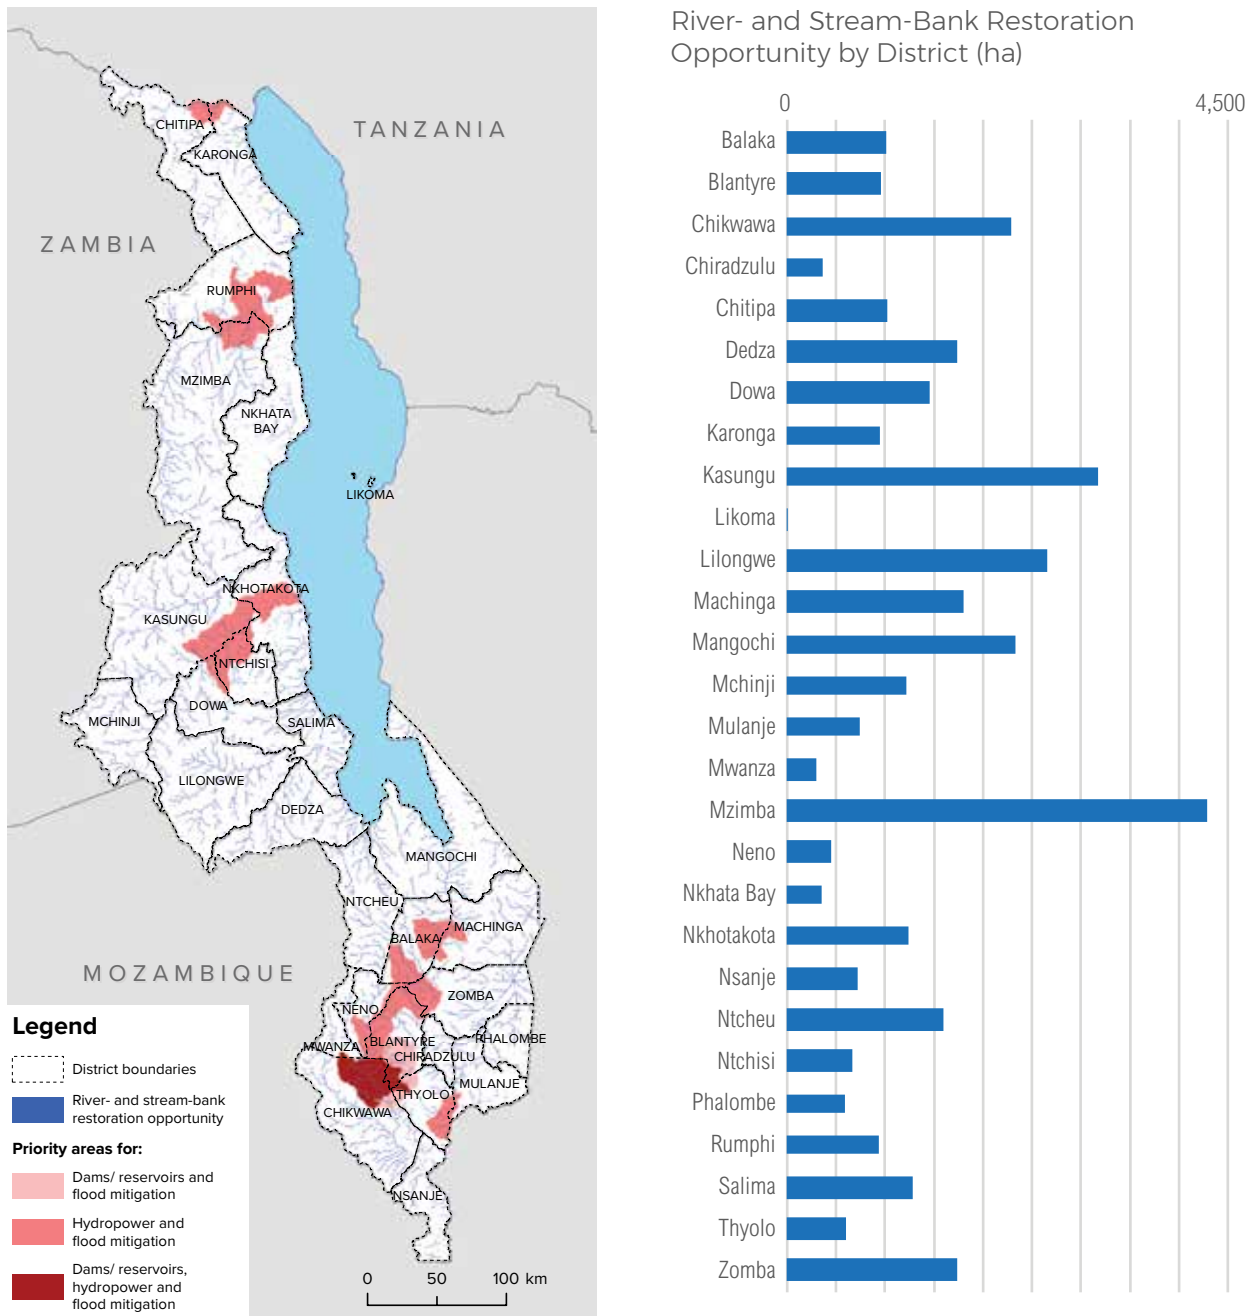 TANZANIA
CHITIPA
KARONGA
ZAMBIA
RUMPHI
MZIMBA
NKHATA
BAY
LIKOMA
NKHOTAKOTA
KASUNGU
NTCHISI
DOWA
MCHINJI
SALIMA
LILONGWE
DEDZA
MANGOCHI
NTCHEU
MACHINGA
BALAKA
MOZAMBIQUE
ZOMBA
NENO
BLANTYRE
PHALOMBE
MWANZA
CHIRADZULU
MULANJE
THYOLO
CHIKWAWA
NSANJE
Legend
District boundaries
River- and stream-bank
restoration opportunity
Priority areas for:
Dams/ reservoirs and
flood mitigation
Hydropower and
flood mitigation
Dams/ reservoirs,
hydropower and
flood mitigation
0 50 100 km
River- and Stream-Bank Restoration
Opportunity by District (ha)
0 4,500
Balaka
Blantyre
Chikwawa
Chiradzulu
Chitipa
Dedza
Dowa
Karonga
Kasungu
Likoma
Lilongwe
Machinga
Mangochi
Mchinji
Mulanje
Mwanza
Mzimba
Neno
Nkhata Bay
Nkhotakota
Nsanje
Ntcheu
Ntchisi
Phalombe
Rumphi
Salima
Thyolo
Zomba